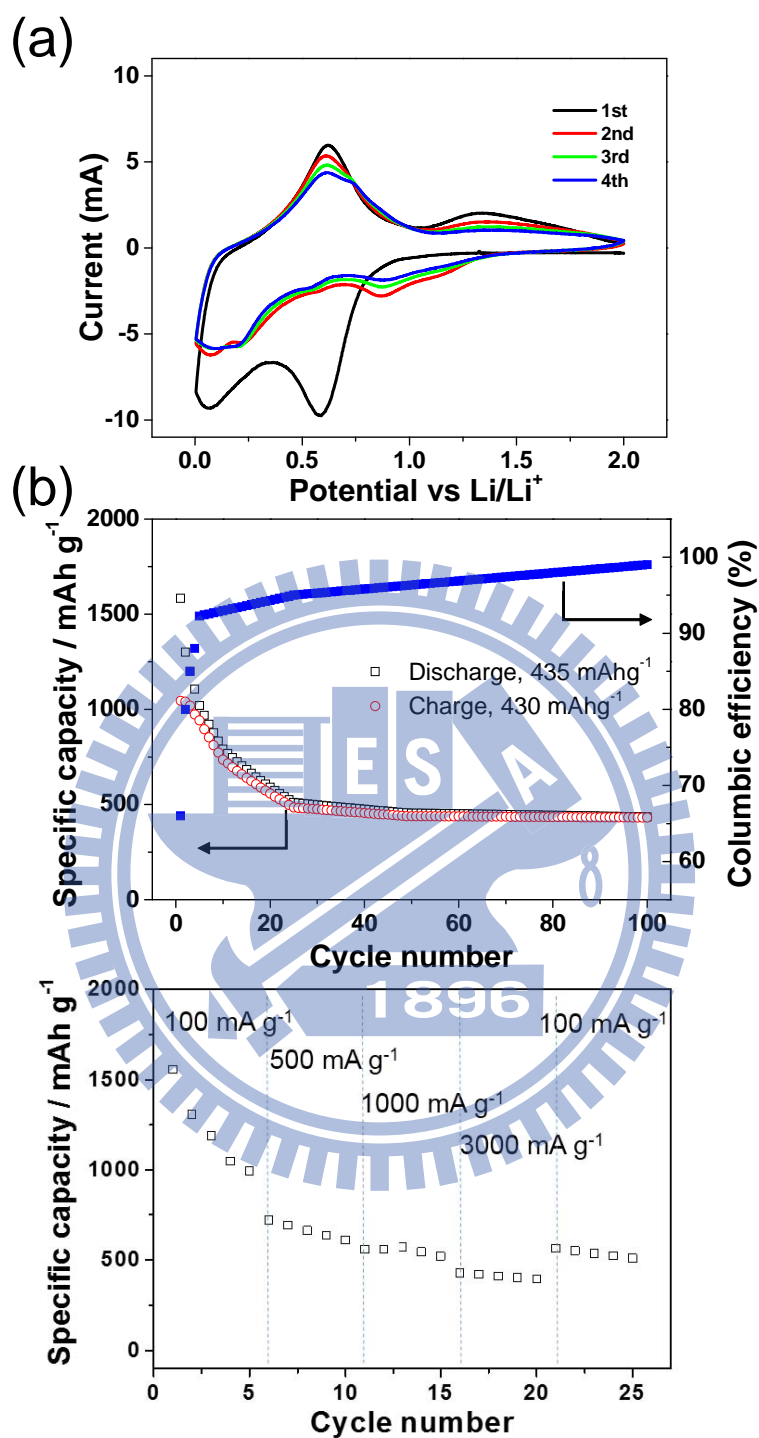 (a)
10
5
0
-5
-10
Current (mA)
1st
2nd
3rd
4th
0.0 0.5 1.0 1.5 2.0
Potential vs Li/Li⁺
(b)
2000
1500
1000
500
0
Specific capacity / mAh g⁻¹
100
90
80
70
60
Columbic efficiency (%)
Discharge, 435 mAhg⁻¹
Charge, 430 mAhg⁻¹
E S A
0 20 40 60 80 100
Cycle number
1896
2000
1500
1000
500
0
Specific capacity / mAh g⁻¹
100 mA g⁻¹
500 mA g⁻¹
1000 mA g⁻¹
3000 mA g⁻¹
100 mA g⁻¹
0 5 10 15 20 25
Cycle number